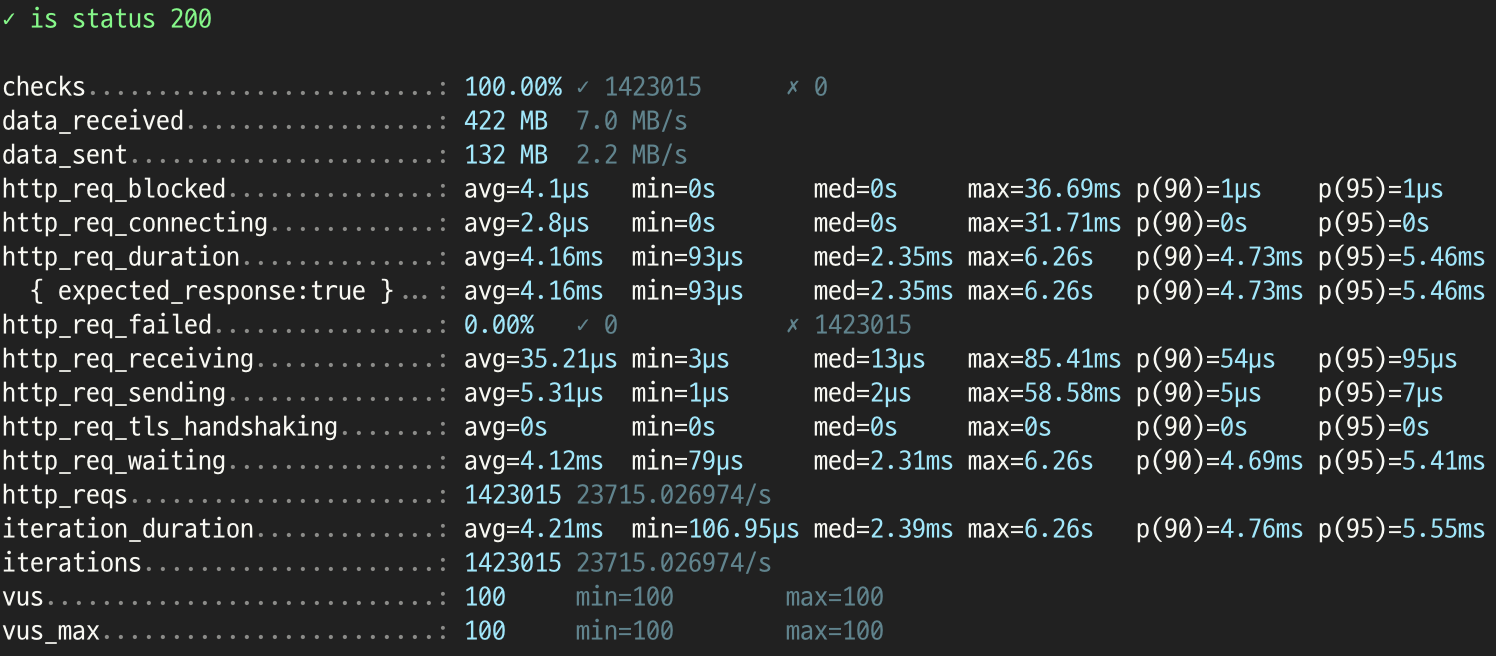 ✓ is status 200
checks.........................: 100.00% ✓ 1423015      ✗ 0
data_received..................: 422 MB  7.0 MB/s
data_sent......................: 132 MB  2.2 MB/s
http_req_blocked...............: avg=4.1µs   min=0s       med=0s     max=36.69ms p(90)=1µs    p(95)=1µs
http_req_connecting............: avg=2.8µs   min=0s       med=0s     max=31.71ms p(90)=0s     p(95)=0s
http_req_duration..............: avg=4.16ms  min=93µs     med=2.35ms max=6.26s   p(90)=4.73ms p(95)=5.46ms
  { expected_response:true }...: avg=4.16ms  min=93µs     med=2.35ms max=6.26s   p(90)=4.73ms p(95)=5.46ms
http_req_failed................: 0.00%   ✓ 0            ✗ 1423015
http_req_receiving.............: avg=35.21µs min=3µs      med=13µs   max=85.41ms p(90)=54µs   p(95)=95µs
http_req_sending...............: avg=5.31µs  min=1µs      med=2µs    max=58.58ms p(90)=5µs    p(95)=7µs
http_req_tls_handshaking.......: avg=0s      min=0s       med=0s     max=0s      p(90)=0s     p(95)=0s
http_req_waiting...............: avg=4.12ms  min=79µs     med=2.31ms max=6.26s   p(90)=4.69ms p(95)=5.41ms
http_reqs......................: 1423015 23715.026974/s
iteration_duration.............: avg=4.21ms  min=106.95µs med=2.39ms max=6.26s   p(90)=4.76ms p(95)=5.55ms
iterations.....................: 1423015 23715.026974/s
vus............................: 100     min=100        max=100
vus_max........................: 100     min=100        max=100